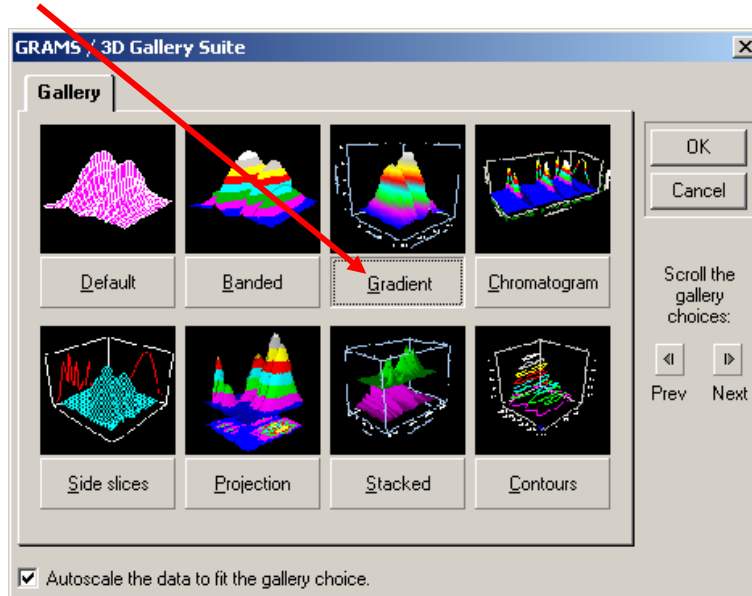 GRAMS / 3D Gallery Suite
Gallery
OK
Cancel
Default
Banded
Gradient
Chromatogram
Scroll the
gallery
choices:
Prev
Next
Side slices
Projection
Stacked
Contours
Autoscale the data to fit the gallery choice.